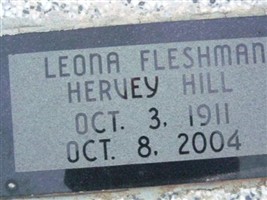 LEONA FLESHMAN
HERVEY HILL
OCT. 3, 1911
OCT. 8, 2004